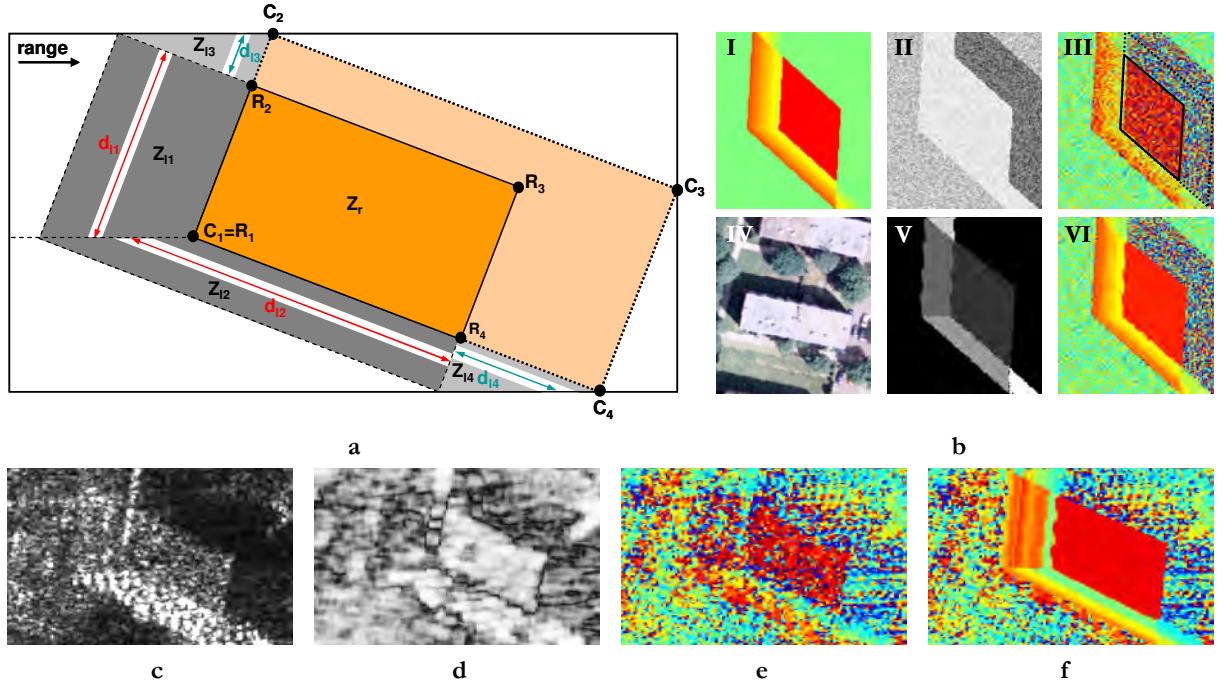 C2
range
Zl3
dl3
R2
dl1
Zl1
R3
C3
Zr
C1=R1
Zl2
dl2
R4
Zl4
dl4
C4
I
II
III
IV
V
VI
a
b
c
d
e
f